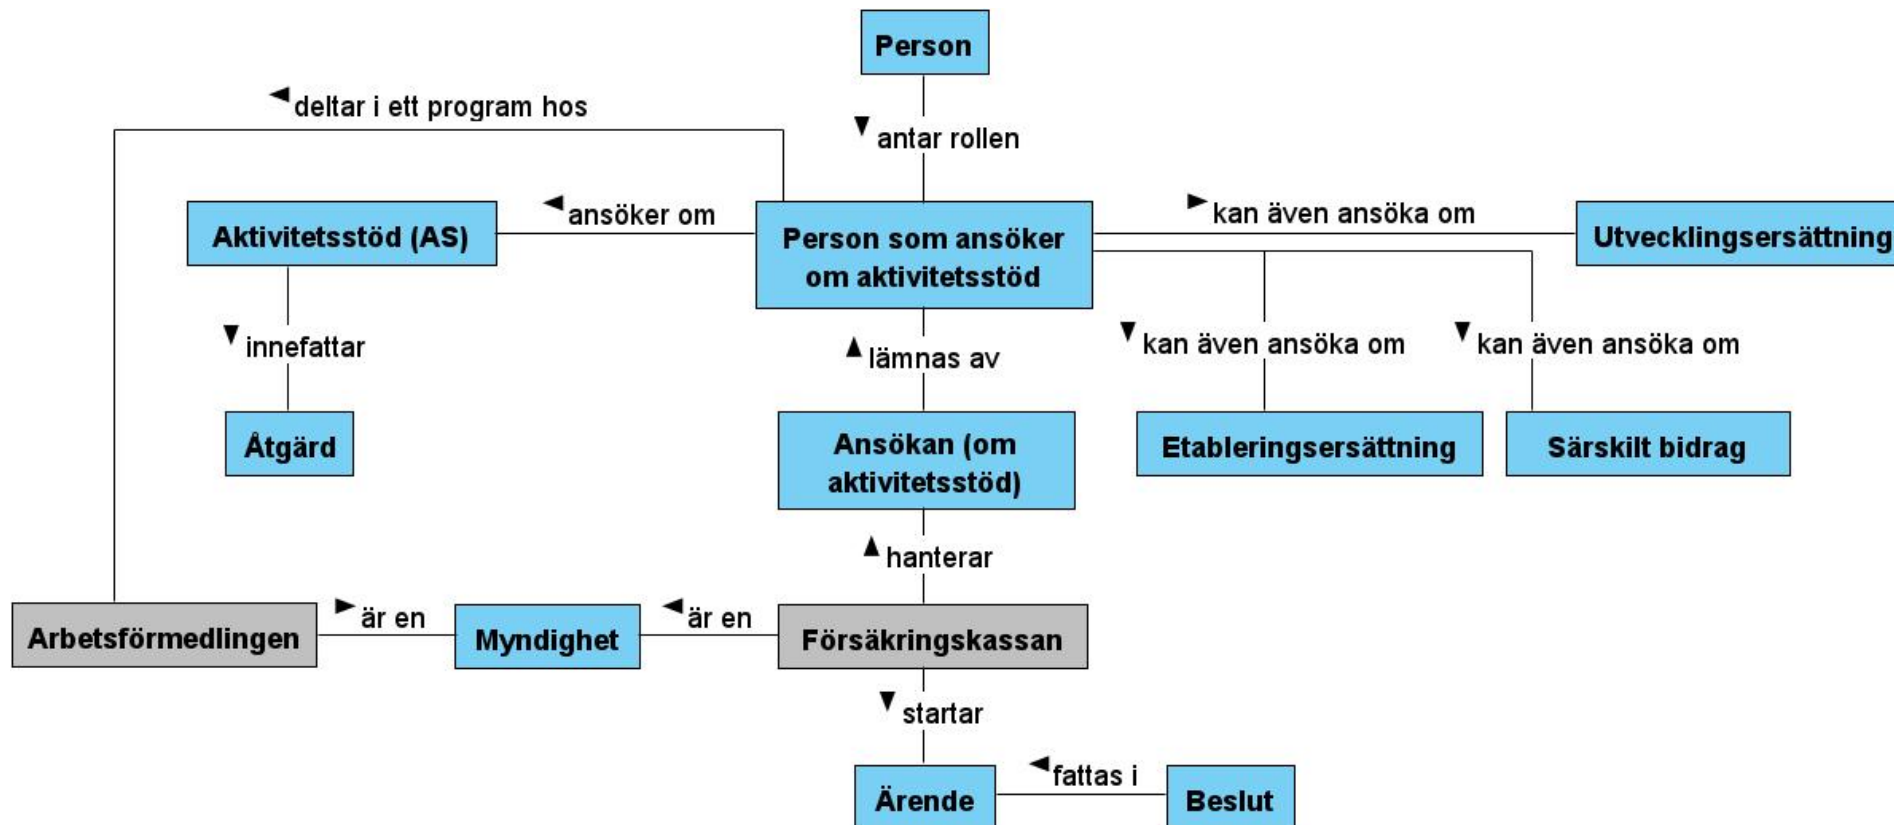 Person
deltar i ett program hos
antar rollen
Aktivitetsstöd (AS)
ansöker om
Person som ansöker
om aktivitetsstöd
kan även ansöka om
Utvecklingsersättning
innefattar
lämnas av
kan även ansöka om
kan även ansöka om
Åtgärd
Ansökan (om
aktivitetsstöd)
Etableringsersättning
Särskilt bidrag
hanterar
Arbetsförmedlingen
är en
Myndighet
är en
Försäkringskassan
startar
Ärende
fattas i
Beslut